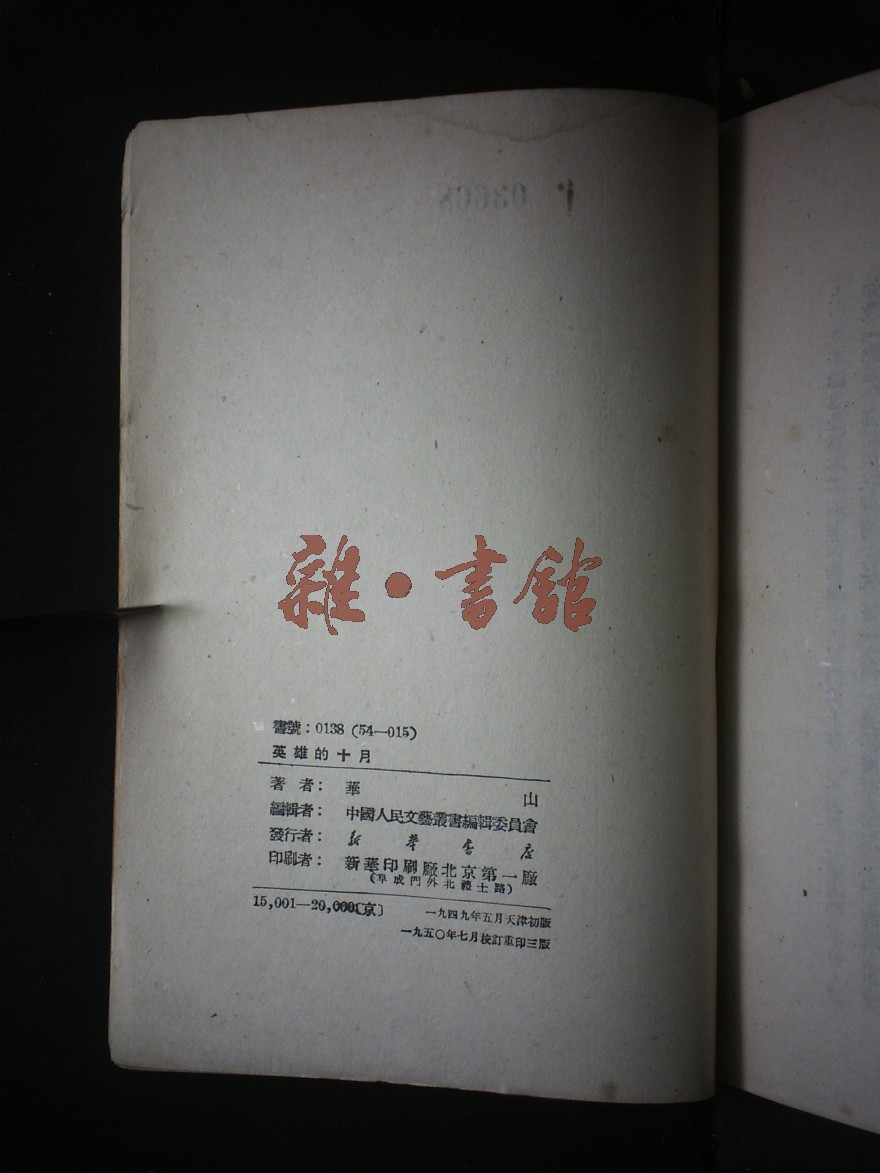 03668
雜·書館
書號：0138（54—015）
英雄的十月
著者：華山
編輯者：中國人民文藝叢書編輯委員會
發行者：新華書店
印刷者：新華印刷廠北京第一廠
（阜成門外北禮士路）
15,001—20,000〔京〕 一九四九年五月天津初版
一九五〇年七月校訂重印三版